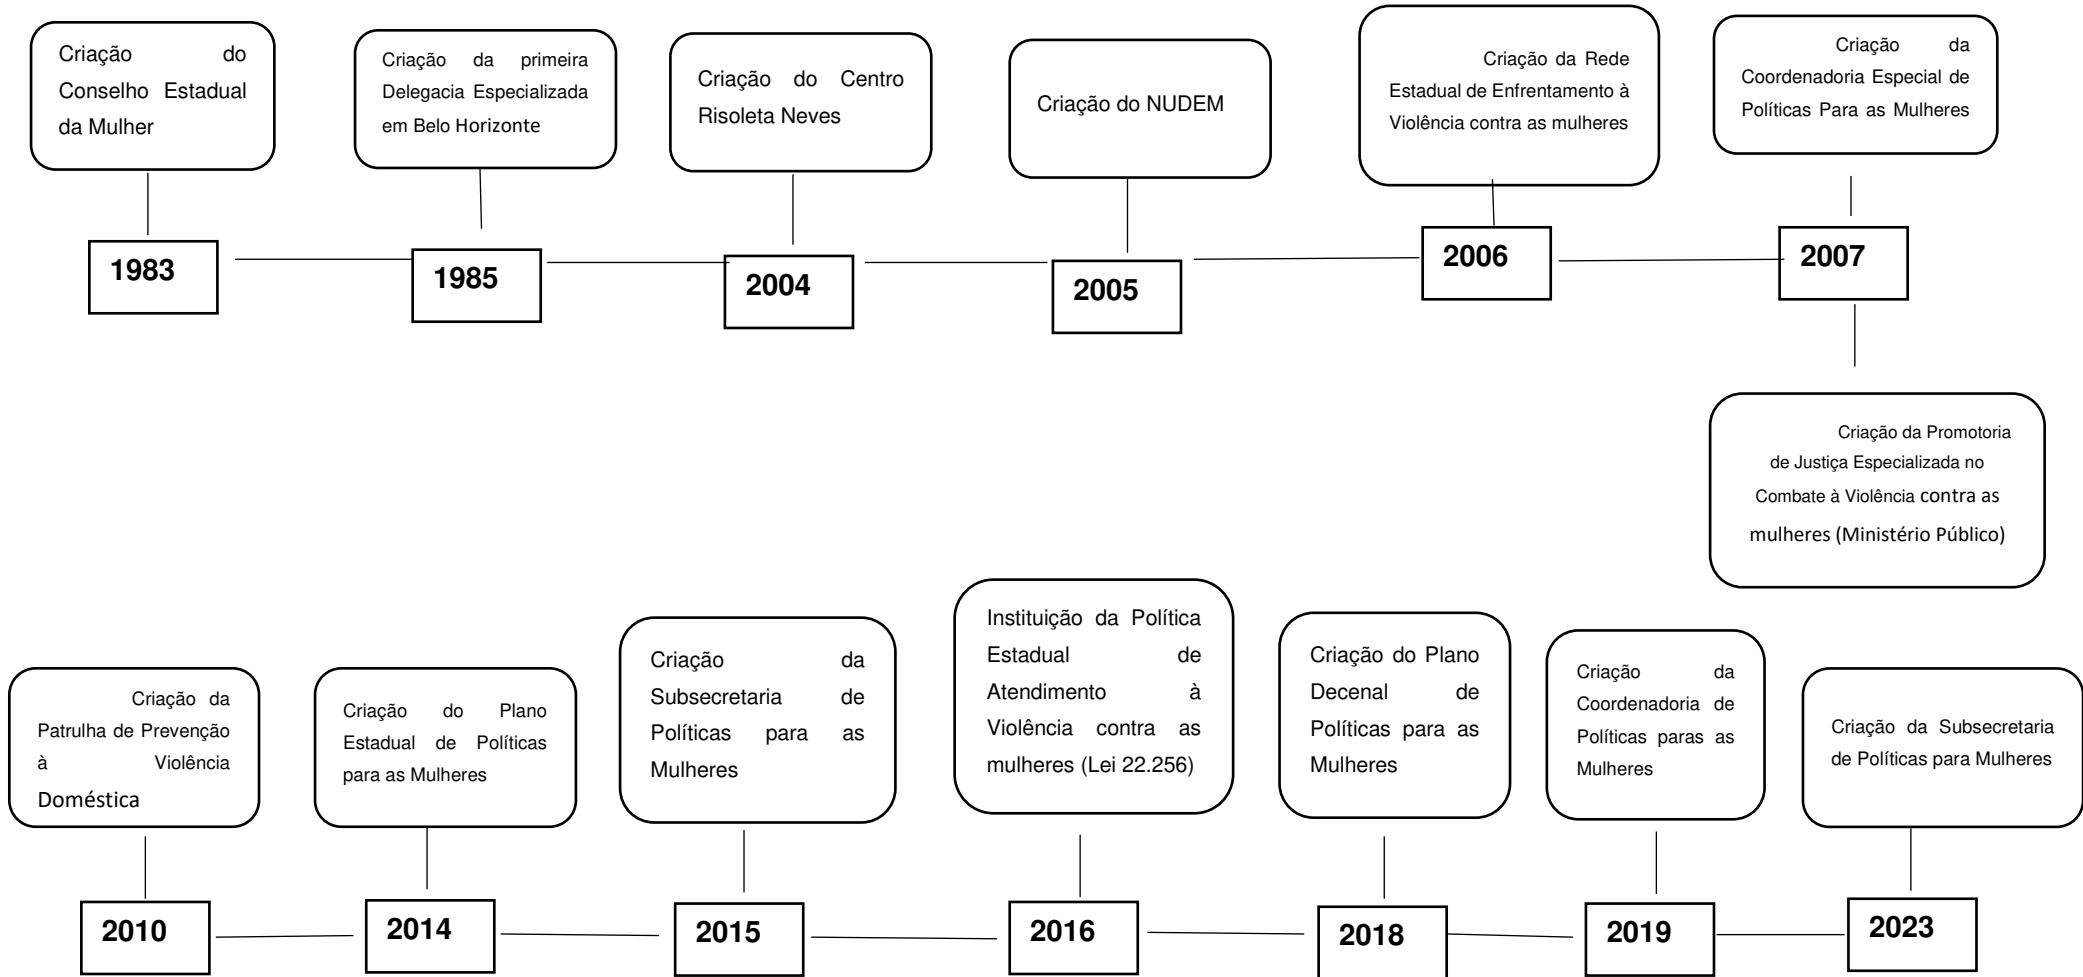 Criação do
Conselho Estadual
da Mulher
Criação da primeira
Delegacia Especializada
em Belo Horizonte
Criação do Centro
Risoleta Neves
Criação do NUDEM
Criação da Rede
Estadual de Enfrentamento à
Violência contra as mulheres
Criação da
Coordenadoria Especial de
Políticas Para as Mulheres
1983
1985
2004
2005
2006
2007
Criação da Promotoria
de Justiça Especializada no
Combate à Violência contra as
mulheres (Ministério Público)
Criação da
Patrulha de Prevenção
à Violência
Doméstica
Criação do Plano
Estadual de Políticas
para as Mulheres
Criação da
Subsecretaria de
Políticas para as
Mulheres
Instituição da Política
Estadual de
Atendimento à
Violência contra as
mulheres (Lei 22.256)
Criação do Plano
Decenal de
Políticas para as
Mulheres
Criação da
Coordenadoria de
Políticas paras as
Mulheres
Criação da Subsecretaria
de Políticas para Mulheres
2010
2014
2015
2016
2018
2019
2023